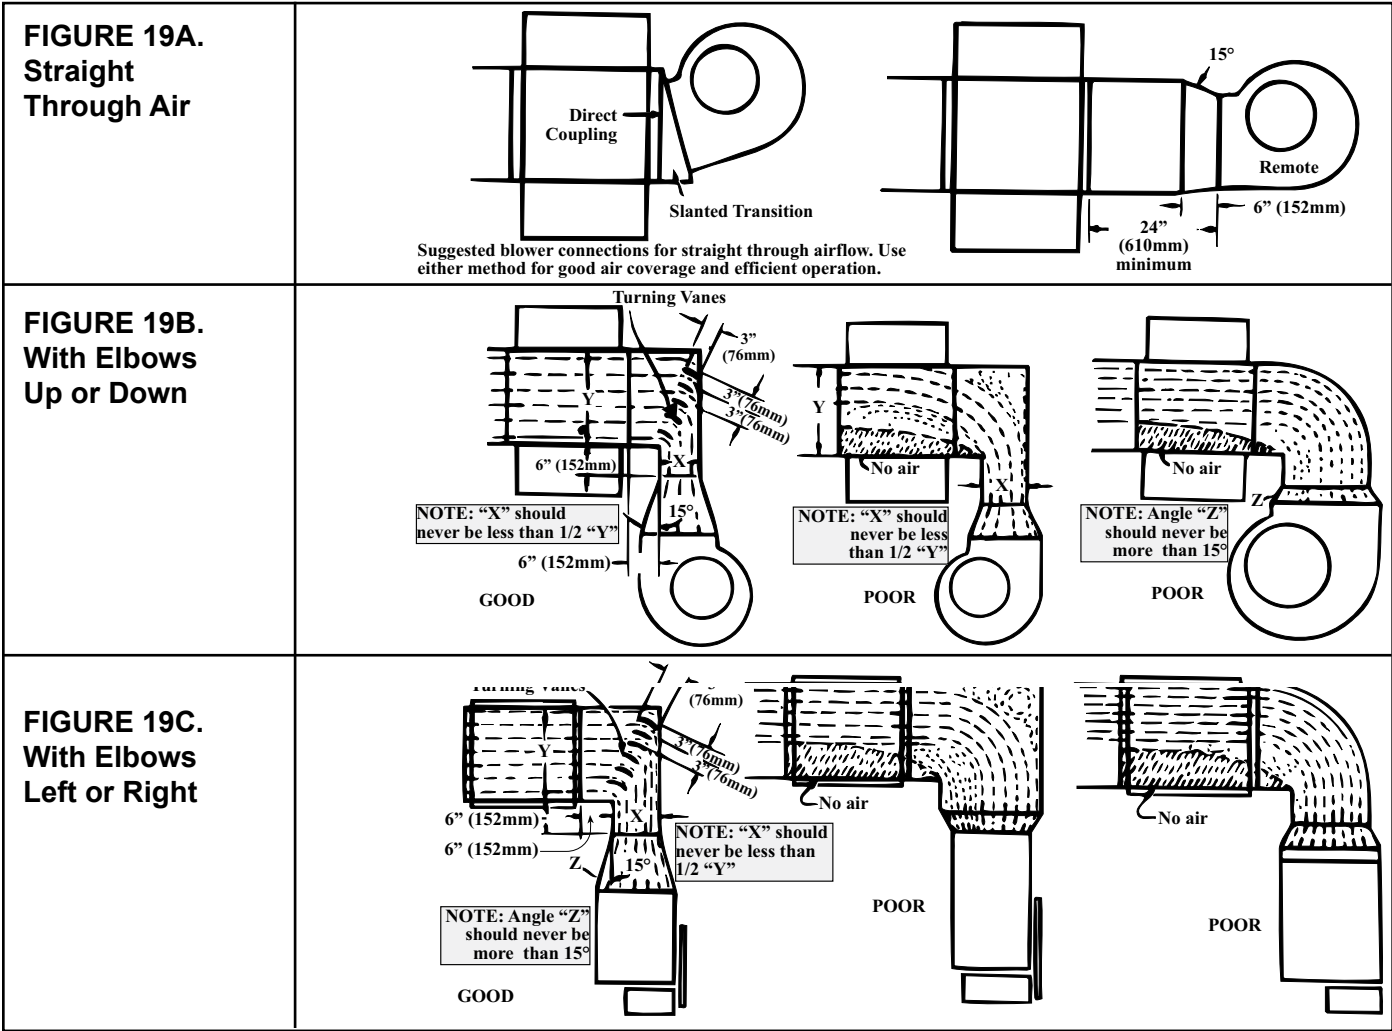 FIGURE 19A.
Straight
Through Air
Direct
Coupling
Slanted Transition
15°
Remote
6” (152mm)
24”
(610mm)
minimum
Suggested blower connections for straight through airflow. Use
either method for good air coverage and efficient operation.
FIGURE 19B.
With Elbows
Up or Down
Turning Vanes
3”
(76mm)
3”(76mm)
3”(76mm)
Y
6” (152mm)
X
15°
NOTE: “X” should
never be less than 1/2 “Y”
6” (152mm)
GOOD
Y
No air
X
NOTE: “X” should
never be less
than 1/2 “Y”
POOR
No air
Z
NOTE: Angle “Z”
should never be
more than 15°
POOR
FIGURE 19C.
With Elbows
Left or Right
Turning Vanes
(76mm)
3”(76mm)
3”(76mm)
Y
6” (152mm)
X
6” (152mm)
Z
15°
NOTE: “X” should
never be less than
1/2 “Y”
NOTE: Angle “Z”
should never be
more than 15°
GOOD
No air
POOR
No air
POOR